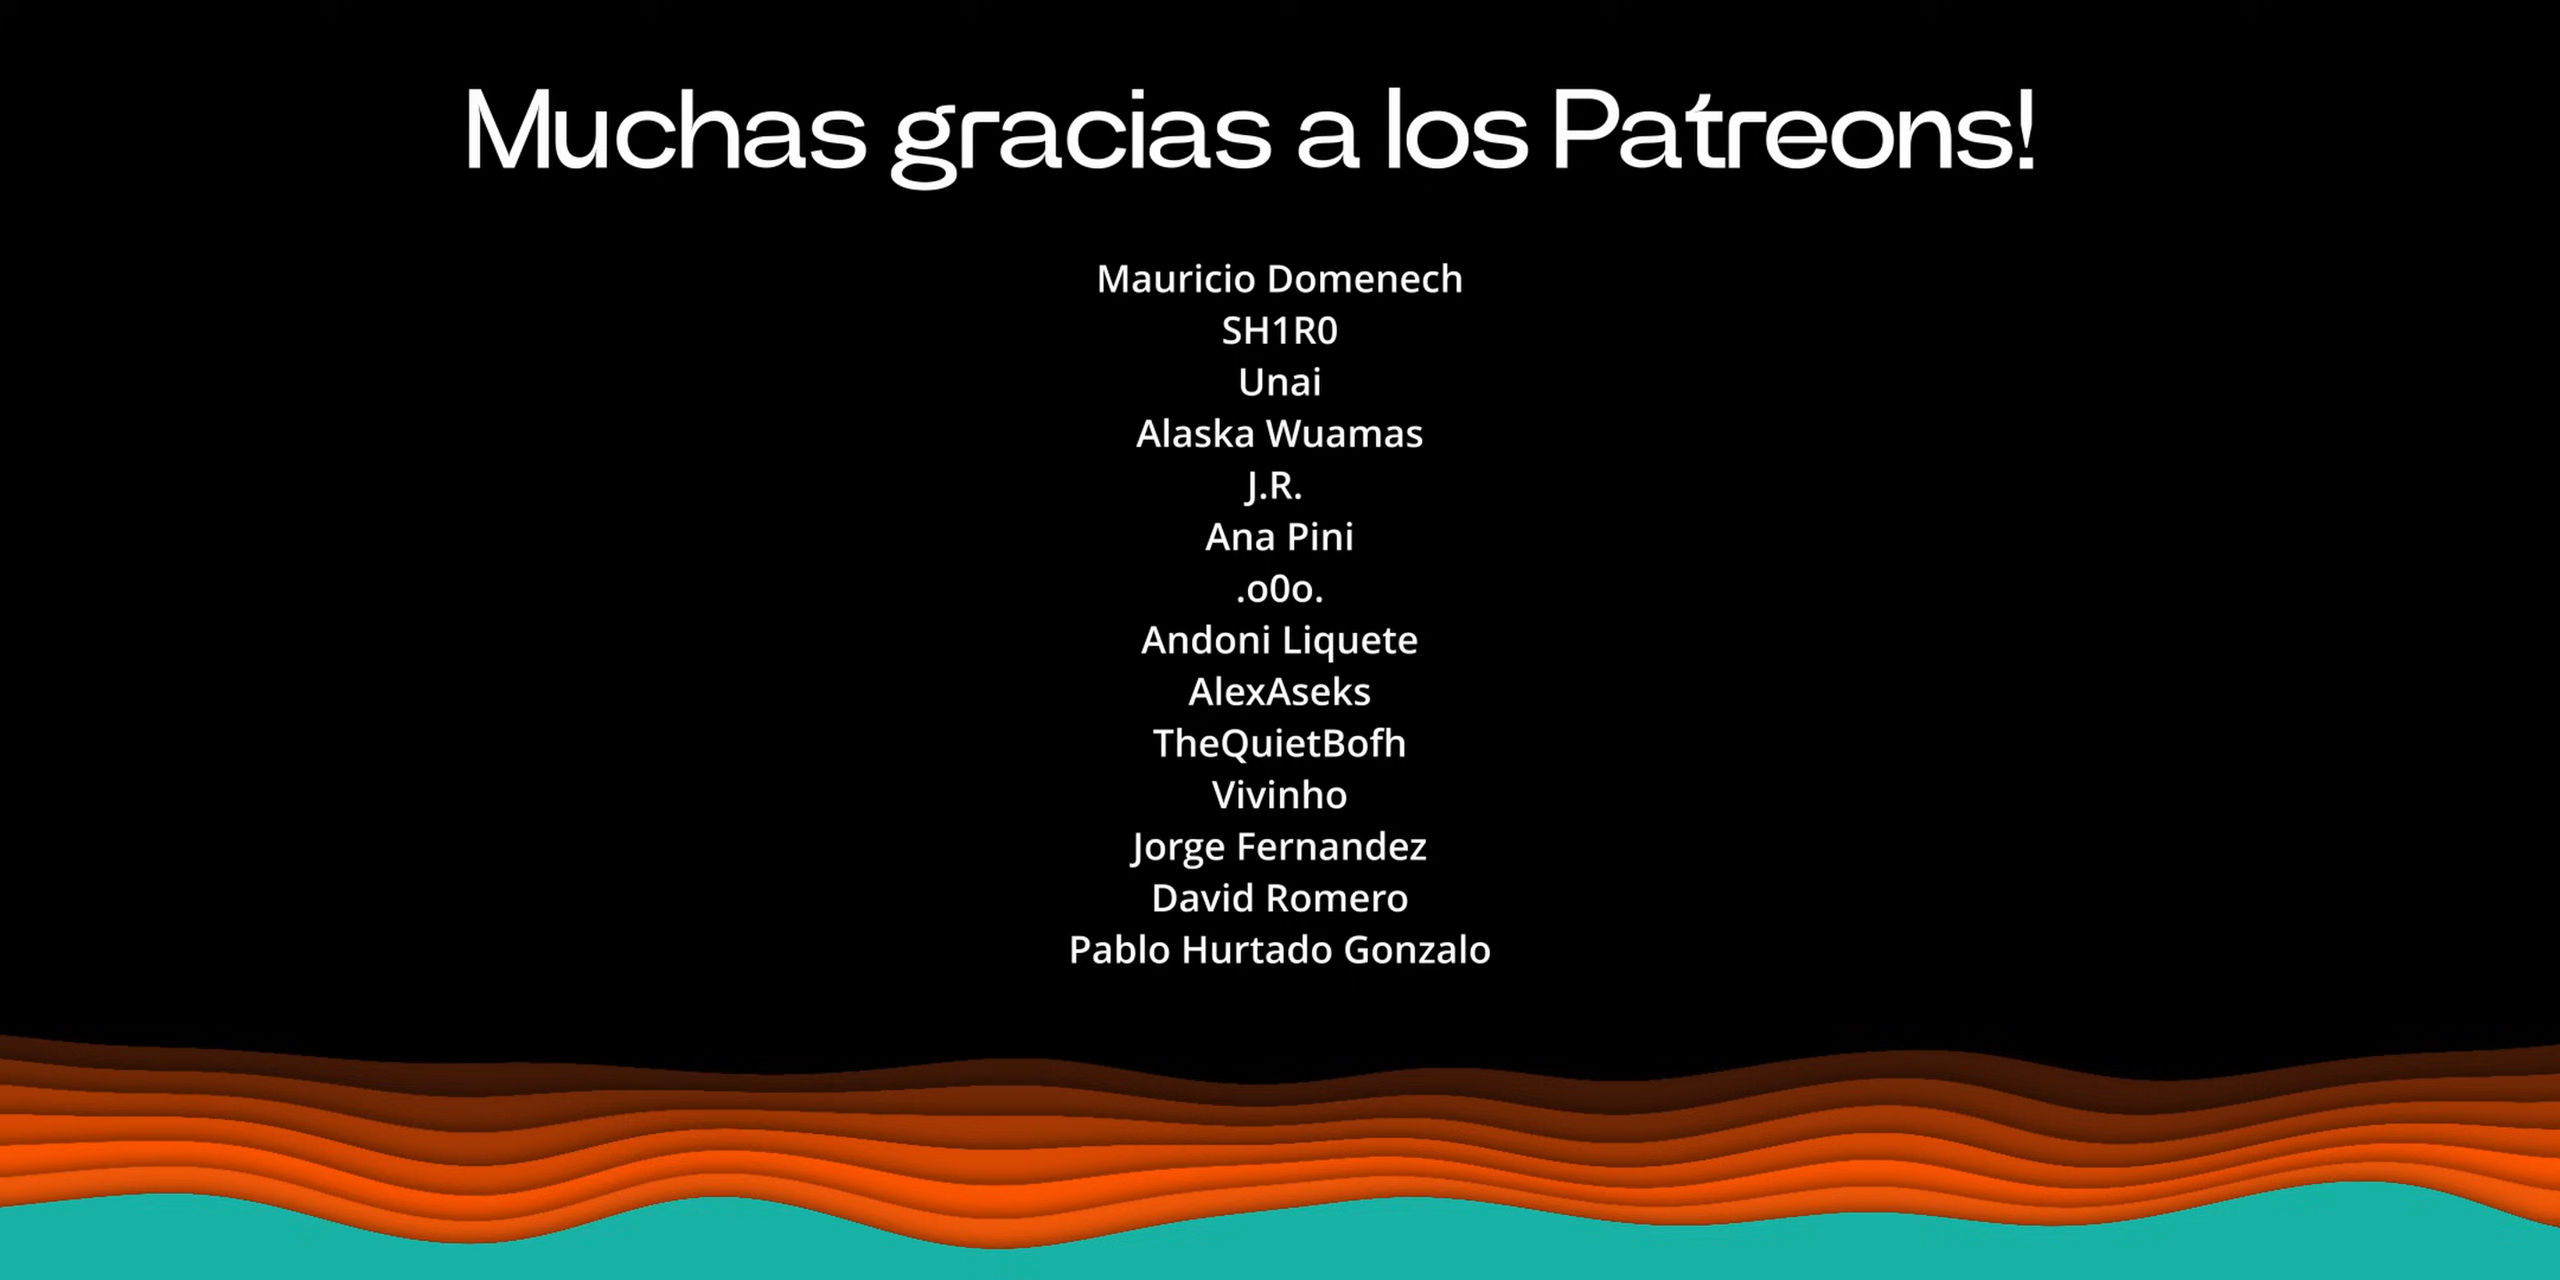 Muchas gracias a los Patreons!
Mauricio Domenech
SH1R0
Unai
Alaska Wuamas
J.R.
Ana Pini
.o0o.
Andoni Liquete
AlexAseks
TheQuietBofh
Vivinho
Jorge Fernandez
David Romero
Pablo Hurtado Gonzalo